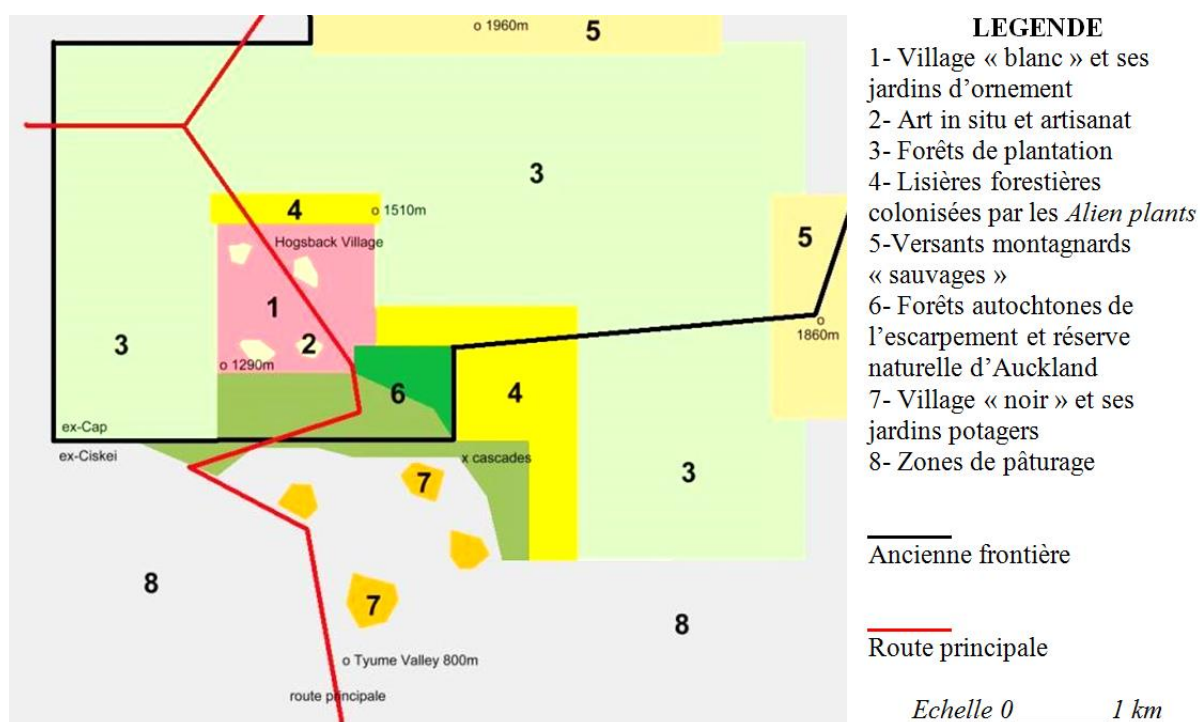 o 1960m
5
3
4
o 1510m
Hogsback Village
5
1
3
2
o 1290m
o
1860m
6
4
ex-Cap
ex-Ciskei
x cascades
7
3
8
7
8
o Tyume Valley 800m
route principale
LEGENDE
1- Village « blanc » et ses
jardins d’ornement
2- Art in situ et artisanat
3- Forêts de plantation
4- Lisières forestières
colonisées par les Alien plants
5-Versants montagnards
« sauvages »
6- Forêts autochtones de
l’escarpement et réserve
naturelle d’Auckland
7- Village « noir » et ses
jardins potagers
8- Zones de pâturage
Ancienne frontière
Route principale
Echelle 0 1 km